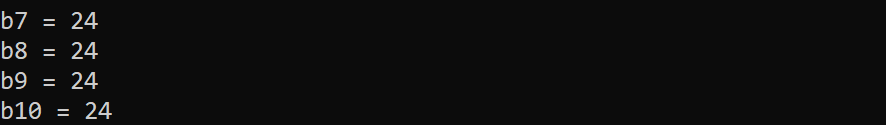 b7 = 24
b8 = 24
b9 = 24
b10 = 24